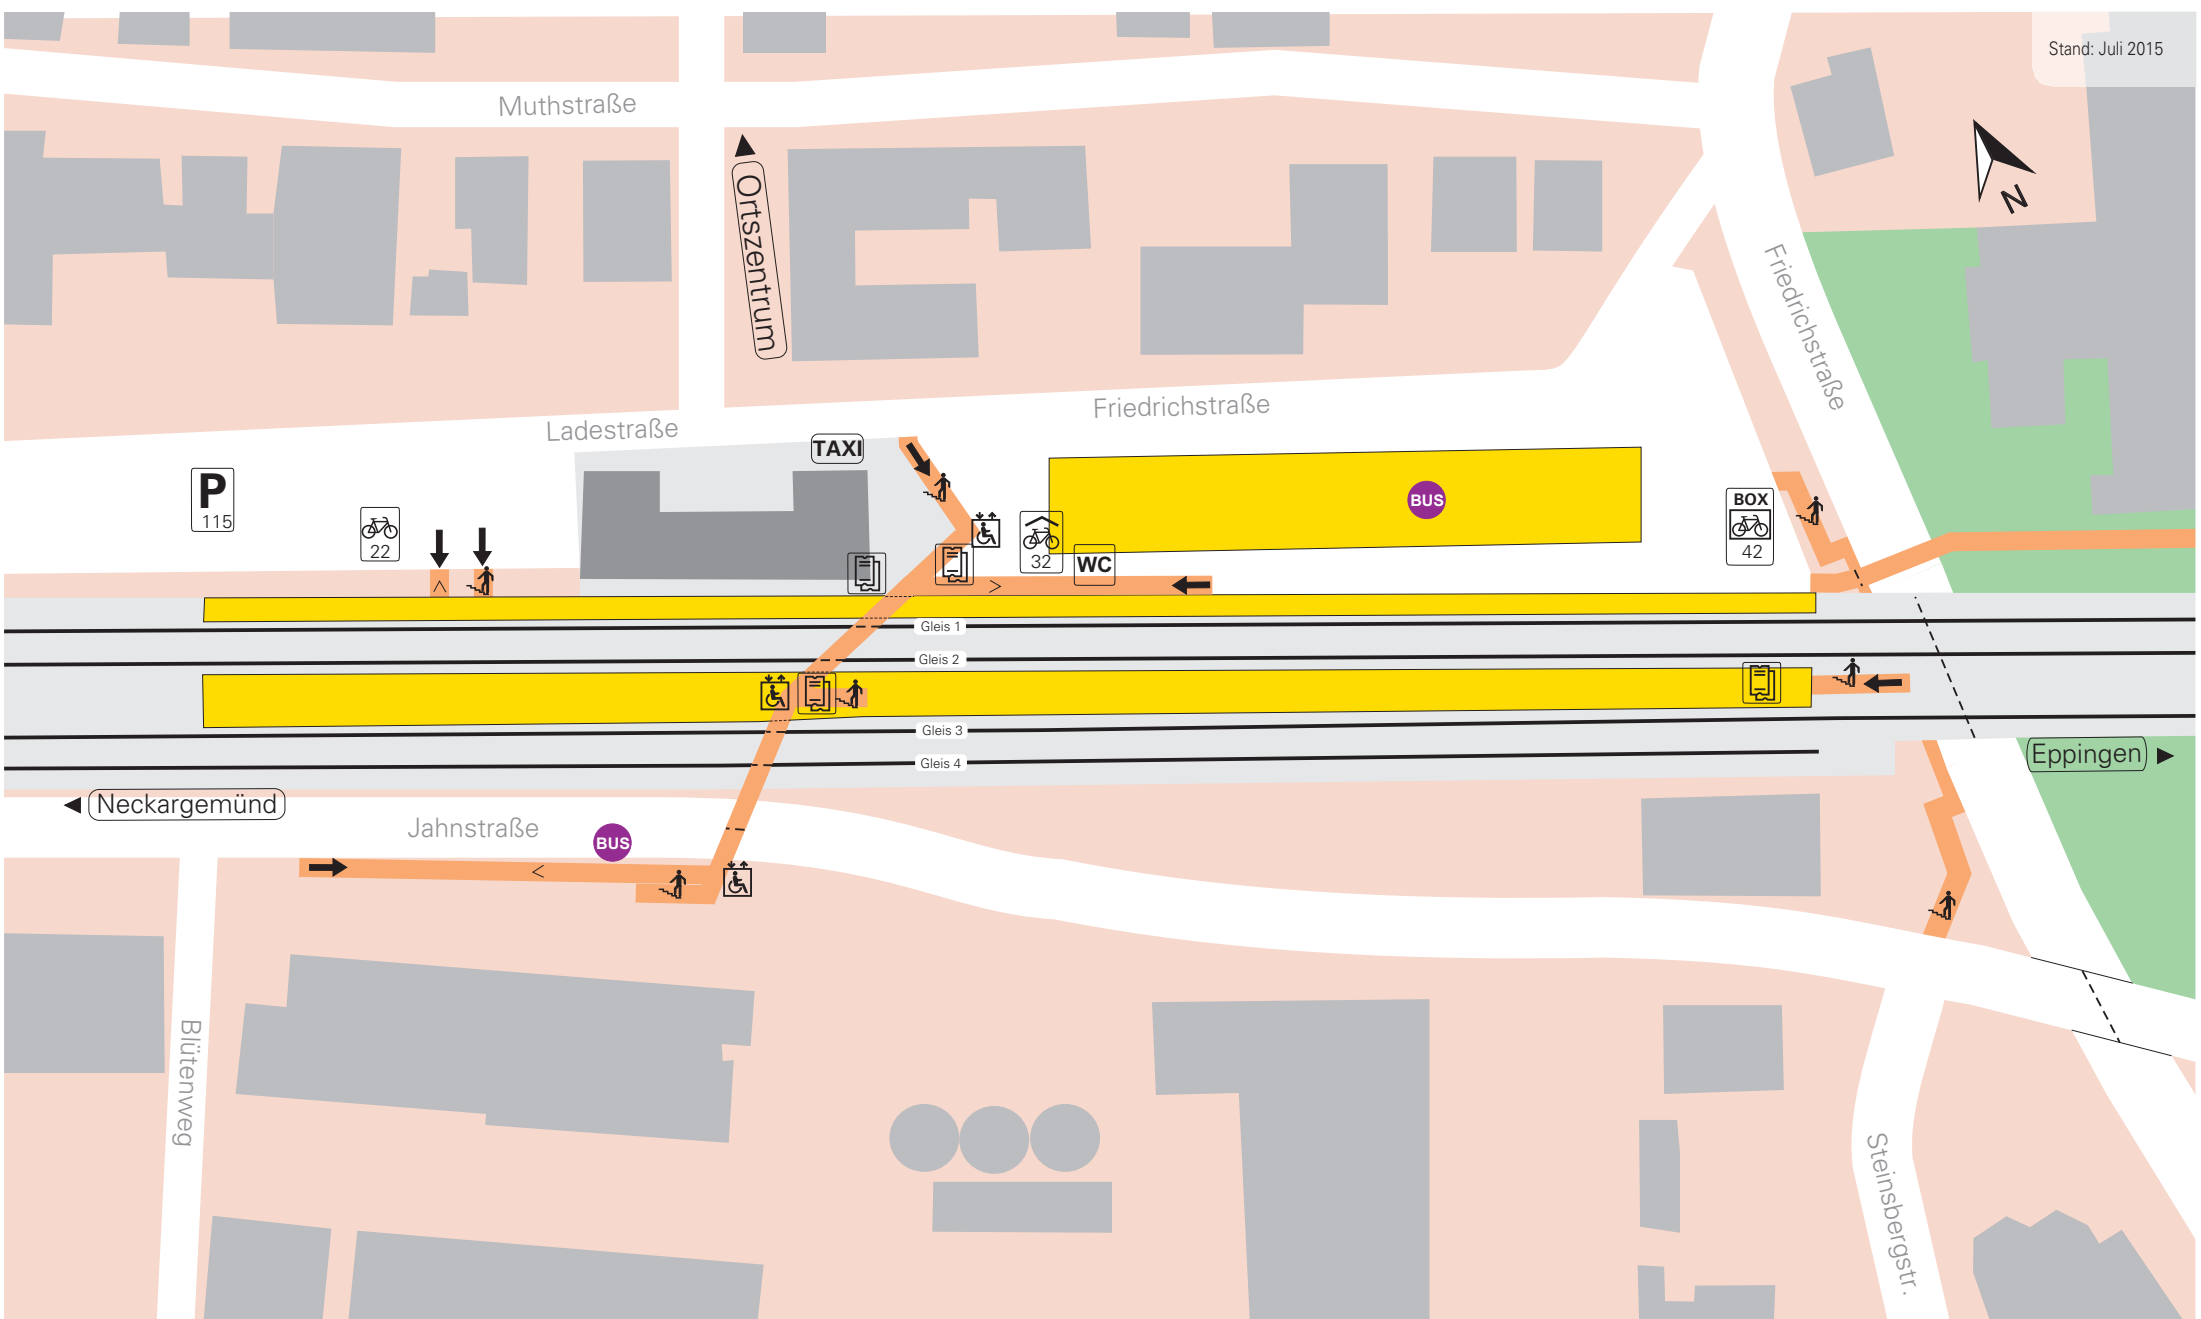 Stand: Juli 2015
Muthstraße
Ortszentrum
N
Friedrichstraße
Friedrichstraße
Ladestraße
TAXI
P
115
22
BUS
BOX
42
32
WC
Gleis 1
Gleis 2
Gleis 3
Gleis 4
Eppingen
Neckargemünd
Jahnstraße
BUS
Blütenweg
Steinsbergstr.